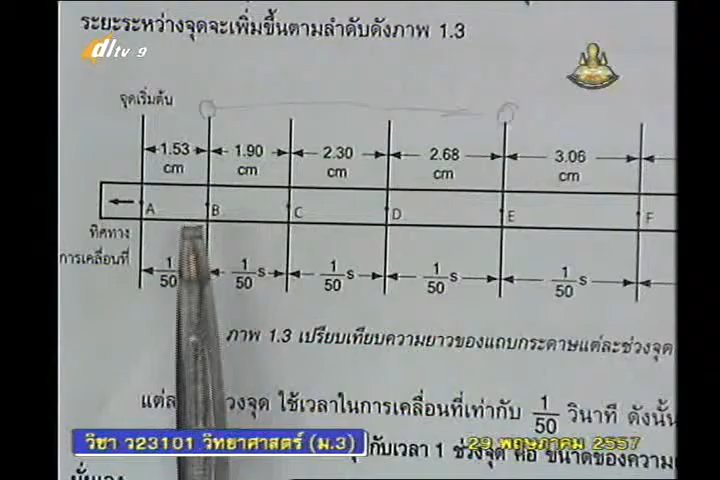 ระยะระหว่างจุดจะเพิ่มขึ้นตามลำดับดังภาพ 1.3
dltv 9
จุดเริ่มต้น
1.53 cm 1.90 cm 2.30 cm 2.68 cm 3.06 cm
A B C D E F
ทิศทาง
การเคลื่อนที่
1/50 1/50 s 1/50 s 1/50 s 1/50 s
ภาพ 1.3 เปรียบเทียบความยาวของแถบกระดาษแต่ละช่วงจุด
วงจุด ใช้เวลาในการเคลื่อนที่เท่ากับ 1/50 วินาที ดังนั้น
วิชา ว23101 วิทยาศาสตร์ (ม.3) 29 พฤษภาคม 2557
กับเวลา 1 ช่วงจุด คือ ขนาดของความ